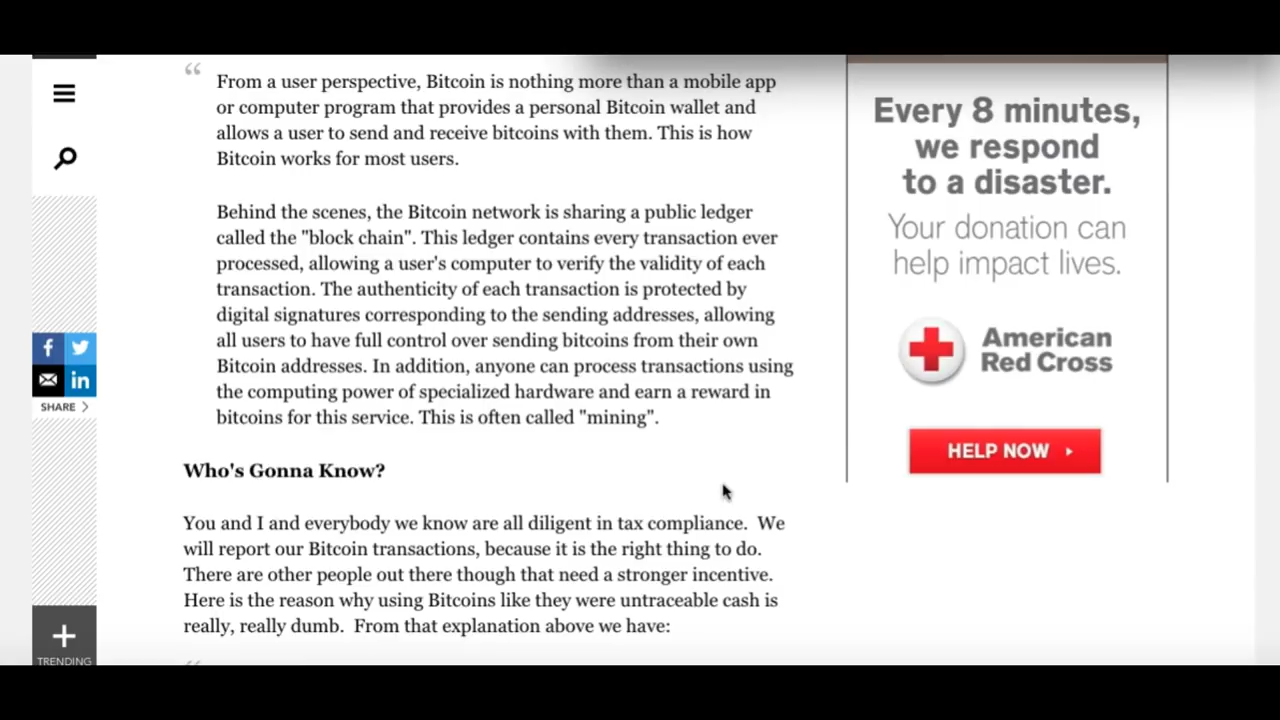 “
From a user perspective, Bitcoin is nothing more than a mobile app
or computer program that provides a personal Bitcoin wallet and
allows a user to send and receive bitcoins with them. This is how
Bitcoin works for most users.
Behind the scenes, the Bitcoin network is sharing a public ledger
called the "block chain". This ledger contains every transaction ever
processed, allowing a user's computer to verify the validity of each
transaction. The authenticity of each transaction is protected by
digital signatures corresponding to the sending addresses, allowing
all users to have full control over sending bitcoins from their own
Bitcoin addresses. In addition, anyone can process transactions using
the computing power of specialized hardware and earn a reward in
bitcoins for this service. This is often called "mining".
Who's Gonna Know?
You and I and everybody we know are all diligent in tax compliance.  We
will report our Bitcoin transactions, because it is the right thing to do.
There are other people out there though that need a stronger incentive.
Here is the reason why using Bitcoins like they were untraceable cash is
really, really dumb.  From that explanation above we have:
SHARE
TRENDING
Every 8 minutes,
we respond
to a disaster.
Your donation can
help impact lives.
American
Red Cross
HELP NOW